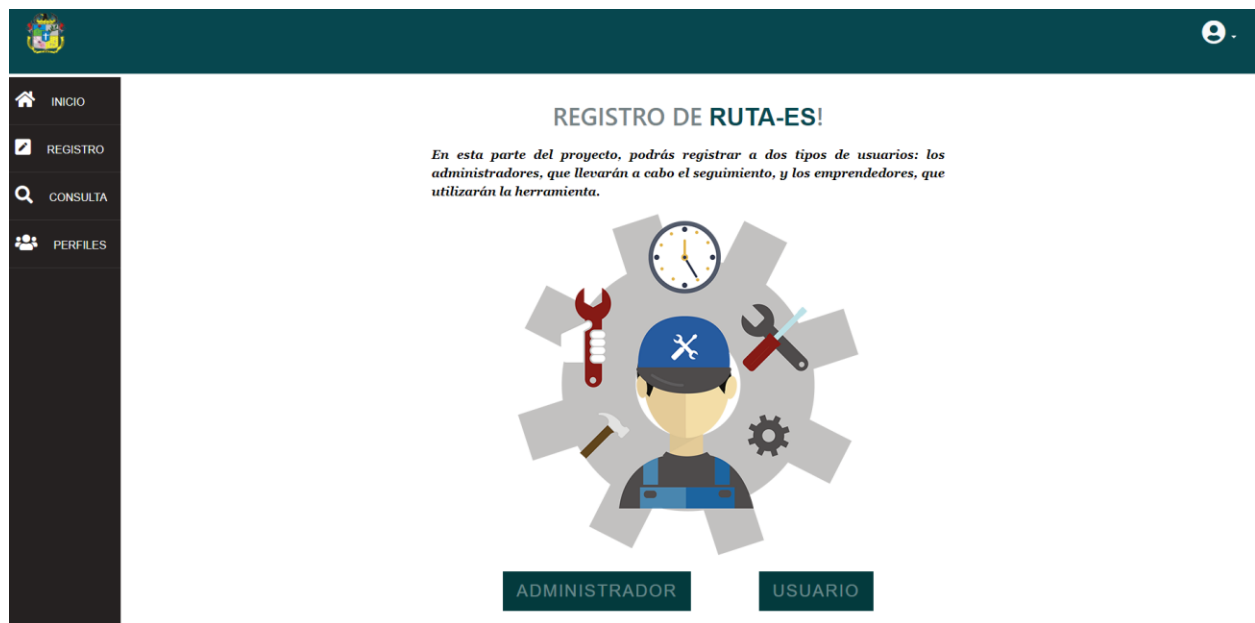 INICIO
REGISTRO
CONSULTA
PERFILES
REGISTRO DE RUTA-ES!
En esta parte del proyecto, podrás registrar a dos tipos de usuarios: los
administradores, que llevarán a cabo el seguimiento, y los emprendedores, que
utilizarán la herramienta.
ADMINISTRADOR
USUARIO